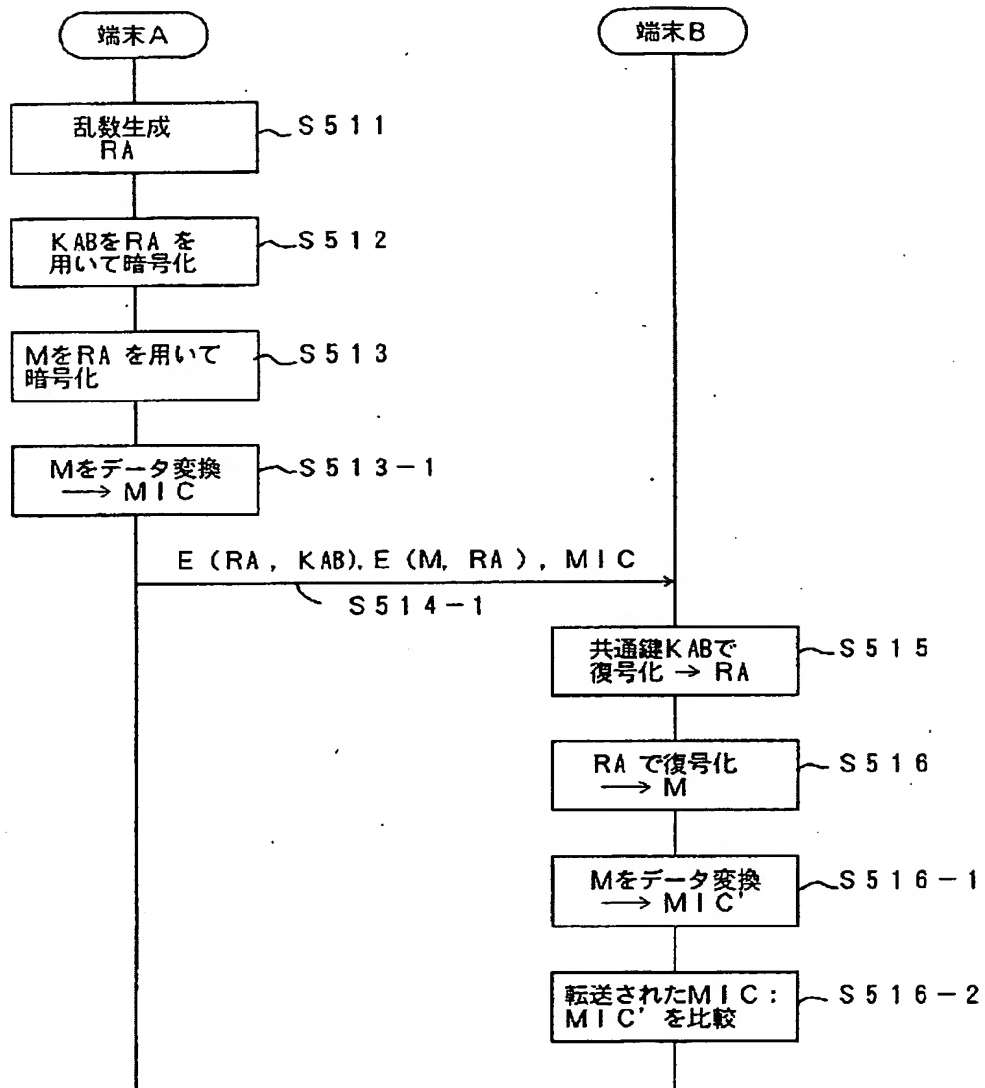 端末A
端末B
乱数生成
RA
S511
KABをRA を
用いて暗号化
S512
MをRA を用いて
暗号化
S513
Mをデータ変換
→ MIC
S513-1
E (RA, KAB), E (M, RA), MIC
S514-1
共通鍵KABで
復号化 → RA
S515
RA で復号化
→ M
S516
Mをデータ変換
→ MIC'
S516-1
転送されたMIC:
MIC' を比較
S516-2